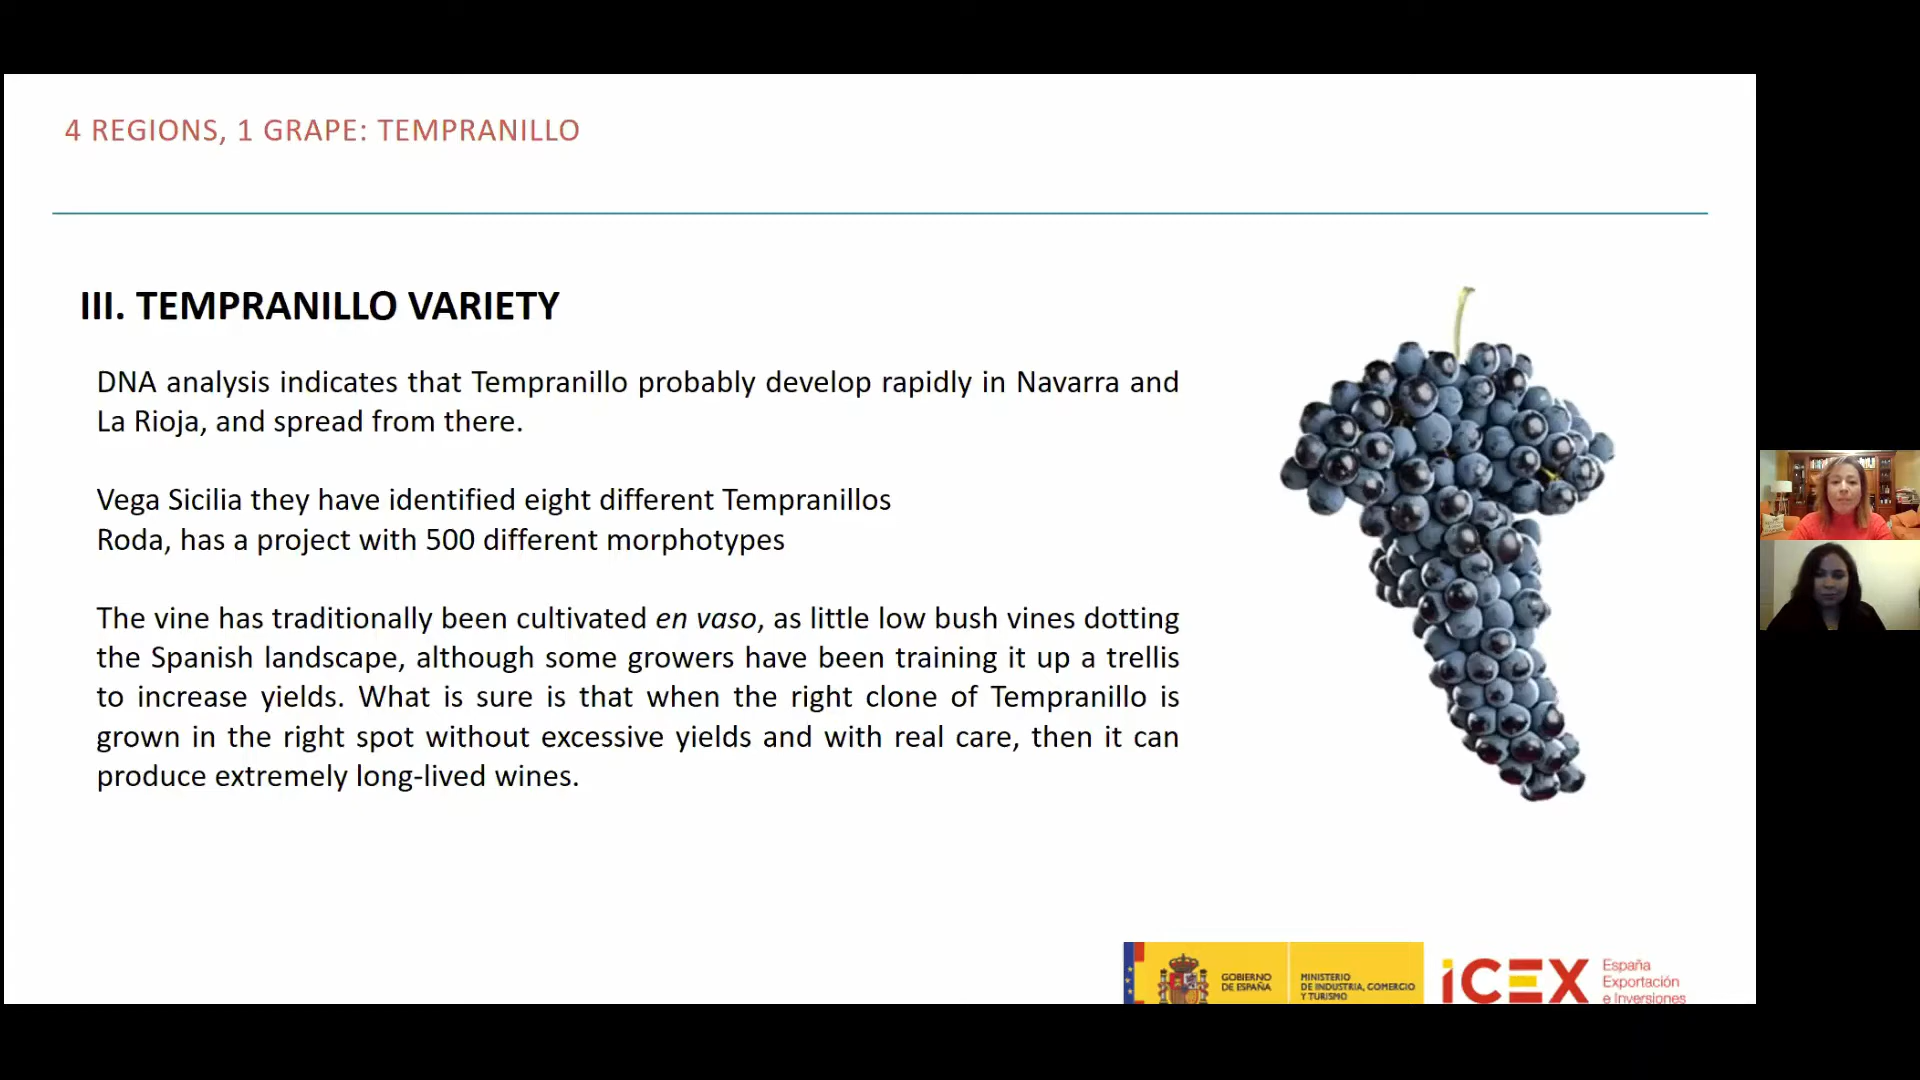 4 REGIONS, 1 GRAPE: TEMPRANILLO
III. TEMPRANILLO VARIETY
DNA analysis indicates that Tempranillo probably develop rapidly in Navarra and
La Rioja, and spread from there.
Vega Sicilia they have identified eight different Tempranillos
Roda, has a project with 500 different morphotypes
The vine has traditionally been cultivated en vaso, as little low bush vines dotting
the Spanish landscape, although some growers have been training it up a trellis
to increase yields. What is sure is that when the right clone of Tempranillo is
grown in the right spot without excessive yields and with real care, then it can
produce extremely long-lived wines.
GOBIERNO
DE ESPAÑA
MINISTERIO
DE INDUSTRIA, COMERCIO
Y TURISMO
iCEX
España
Exportación
e Inversiones